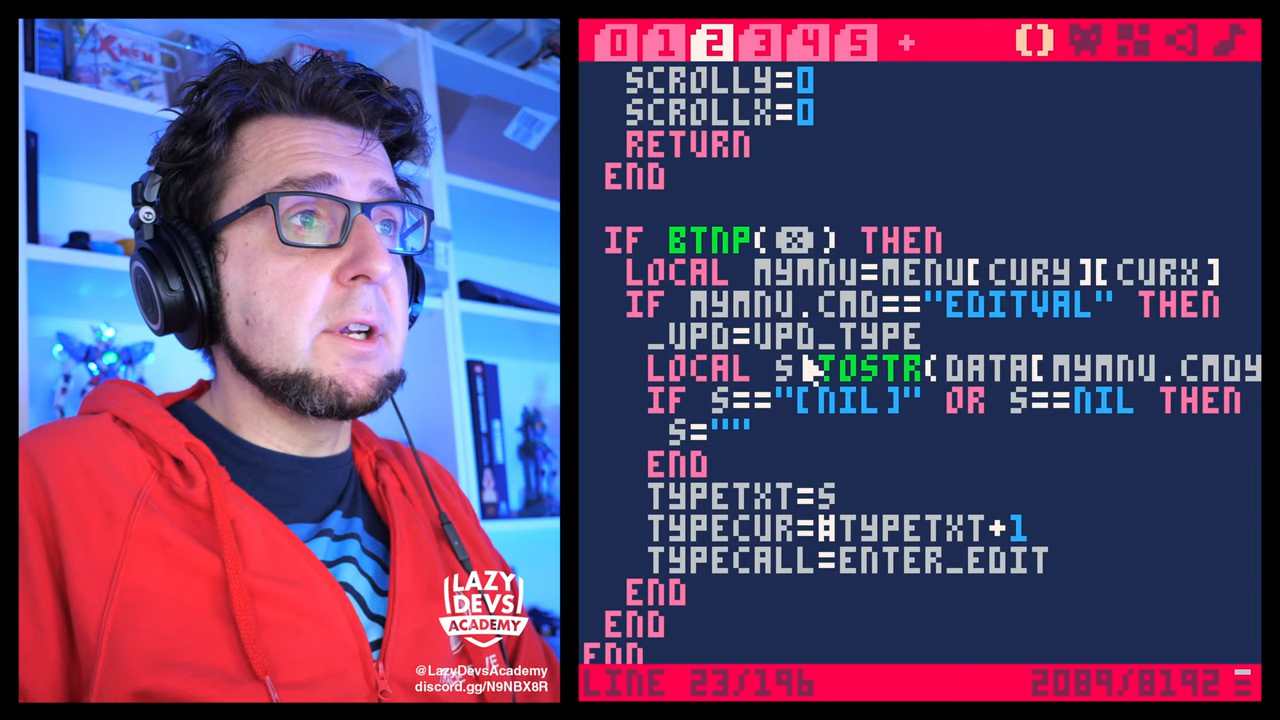 0 1 2 3 4 5 +
SCROLLY=0
SCROLLX=0
RETURN
END
IF BTNP(❎) THEN
LOCAL MYMNU=MENU[CURY][CURX]
IF MYMNU.CMD=="EDITVAL" THEN
_UPD=UPD_TYPE
LOCAL S TOSTR(DATA[MYMNU.CMDY
IF S=="[NIL]" OR S==NIL THEN
S=""
END
TYPETXT=S
TYPECUR=#TYPETXT+1
TYPECALL=ENTER_EDIT
END
END
END
LINE 23/196 2089/8192
LAZY
DEVS
ACADEMY
@LazyDevsAcademy
discord.gg/N9NBX8R